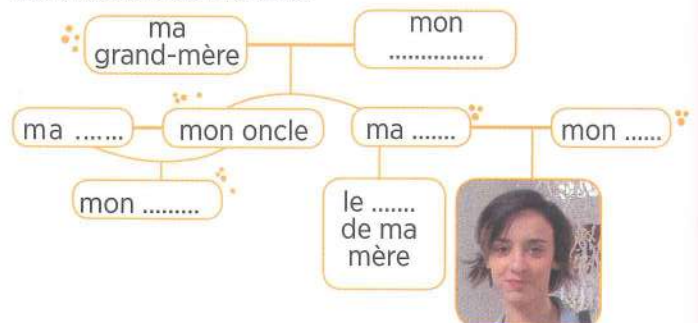 ma
grand-mère
mon
...............
ma .......
mon oncle
ma .......
mon ......
mon .........
le .......
de ma
mère